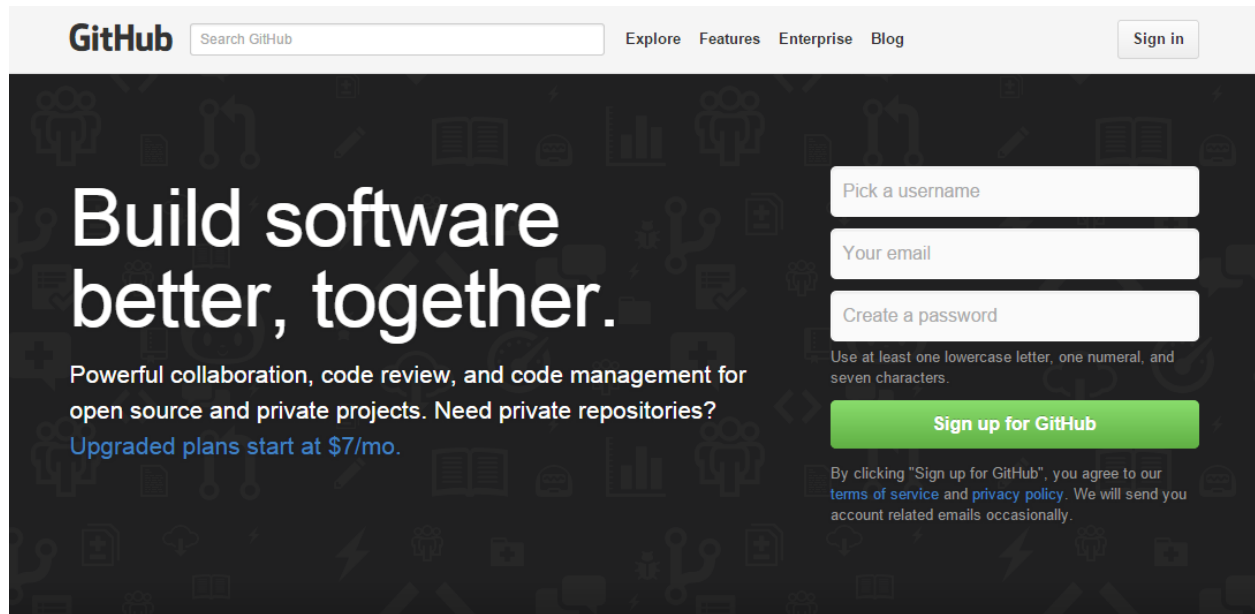 GitHub
Search GitHub
Explore Features Enterprise Blog
Sign in
Build software
better, together.
Powerful collaboration, code review, and code management for
open source and private projects. Need private repositories?
Upgraded plans start at $7/mo.
Pick a username
Your email
Create a password
Use at least one lowercase letter, one numeral, and
seven characters.
Sign up for GitHub
By clicking "Sign up for GitHub", you agree to our
terms of service and privacy policy. We will send you
account related emails occasionally.